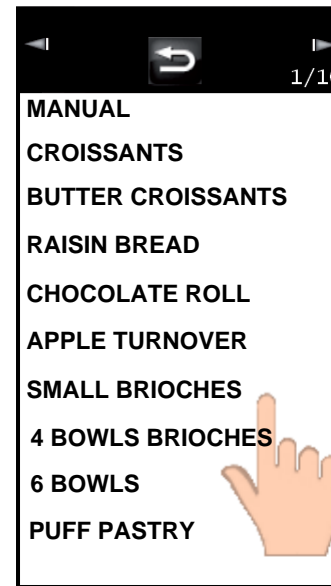 1/10
MANUAL
CROISSANTS
BUTTER CROISSANTS
RAISIN BREAD
CHOCOLATE ROLL
APPLE TURNOVER
SMALL BRIOCHES
4 BOWLS BRIOCHES
6 BOWLS
PUFF PASTRY